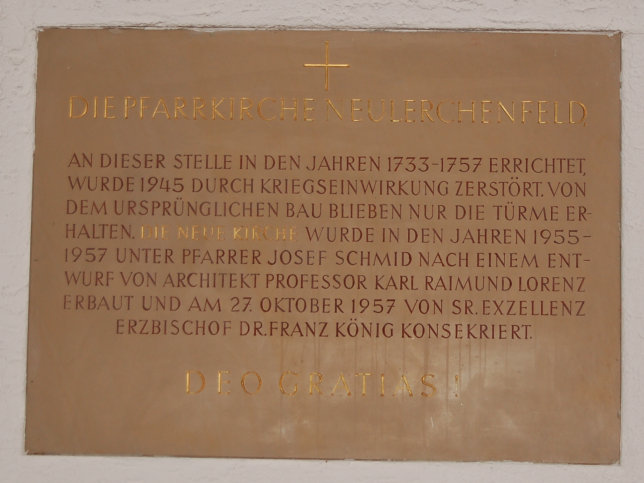 DIE PFARRKIRCHE NEULERCHENFELD,
AN DIESER STELLE IN DEN JAHREN 1733-1757 ERRICHTET,
WURDE 1945 DURCH KRIEGSEINWIRKUNG ZERSTÖRT. VON
DEM URSPRÜNGLICHEN BAU BLIEBEN NUR DIE TÜRME ER-
HALTEN. DIE NEUE KIRCHE WURDE IN DEN JAHREN 1955-
1957 UNTER PFARRER JOSEF SCHMID NACH EINEM ENT-
WURF VON ARCHITEKT PROFESSOR KARL RAIMUND LORENZ
ERBAUT UND AM 27. OKTOBER 1957 VON SR. EXZELLENZ
ERZBISCHOF DR. FRANZ KÖNIG KONSEKRIERT.
DEO GRATIAS!